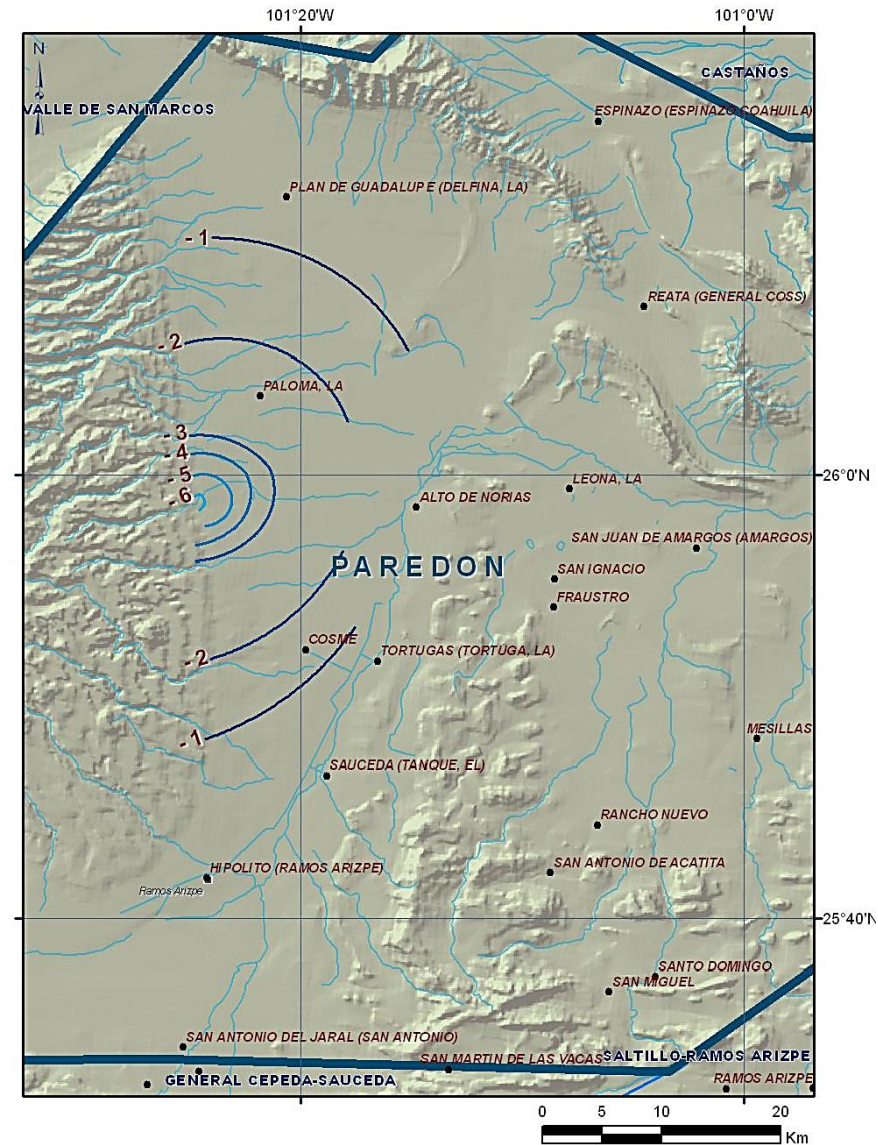 101°20'W
101°0'W
N
CASTAÑOS
VALLE DE SAN MARCOS
ESPINAZO (ESPINAZO COAHUILA)
PLAN DE GUADALUPE (DELFINA, LA)
-1
REATA (GENERAL COSS)
-2
PALOMA, LA
-3
-4
-5
-6
26°0'N
LEONA, LA
ALTO DE NORIAS
SAN JUAN DE AMARGOS (AMARGOS)
PAREDON
SAN IGNACIO
FRAUSTRO
COSME
TORTUGAS (TORTUGA, LA)
-2
-1
MESILLAS
SAUCEDA (TANQUE, EL)
RANCHO NUEVO
HIPOLITO (RAMOS ARIZPE)
SAN ANTONIO DE ACATITA
Ramos Arizpe
25°40'N
SANTO DOMINGO
SAN MIGUEL
SAN ANTONIO DEL JARAL (SAN ANTONIO)
SAN MARTIN DE LAS VACAS
SALTILLO-RAMOS ARIZPE
GENERAL CEPEDA-SAUCEDA
RAMOS ARIZPE
0 5 10 20
Km